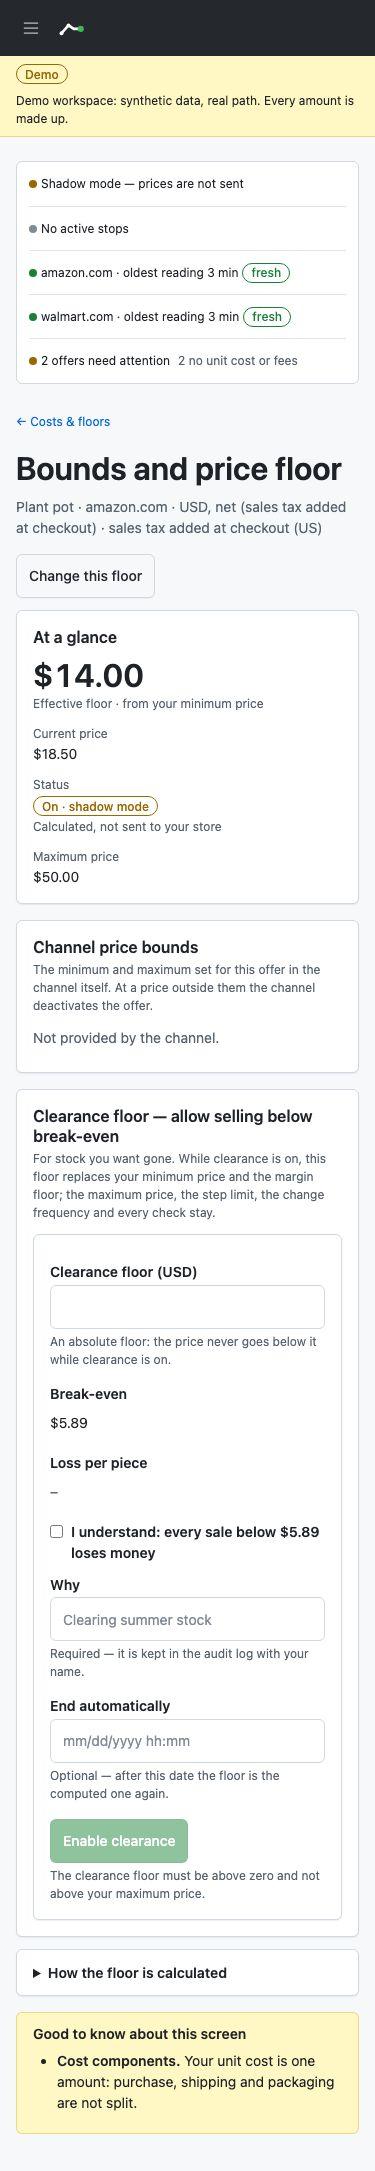 Demo
Demo workspace: synthetic data, real path. Every amount is
made up.
Shadow mode — prices are not sent
No active stops
amazon.com · oldest reading 3 min fresh
walmart.com · oldest reading 3 min fresh
2 offers need attention 2 no unit cost or fees
← Costs & floors
Bounds and price floor
Plant pot · amazon.com · USD, net (sales tax added
at checkout) · sales tax added at checkout (US)
Change this floor
At a glance
$14.00
Effective floor · from your minimum price
Current price
$18.50
Status
On · shadow mode
Calculated, not sent to your store
Maximum price
$50.00
Channel price bounds
The minimum and maximum set for this offer in the
channel itself. At a price outside them the channel
deactivates the offer.
Not provided by the channel.
Clearance floor — allow selling below
break-even
For stock you want gone. While clearance is on, this
floor replaces your minimum price and the margin
floor; the maximum price, the step limit, the change
frequency and every check stay.
Clearance floor (USD)
An absolute floor: the price never goes below it
while clearance is on.
Break-even
$5.89
Loss per piece
–
I understand: every sale below $5.89
loses money
Why
Clearing summer stock
Required — it is kept in the audit log with your
name.
End automatically
mm/dd/yyyy hh:mm
Optional — after this date the floor is the
computed one again.
Enable clearance
The clearance floor must be above zero and not
above your maximum price.
How the floor is calculated
Good to know about this screen
• Cost components. Your unit cost is one
amount: purchase, shipping and packaging
are not split.